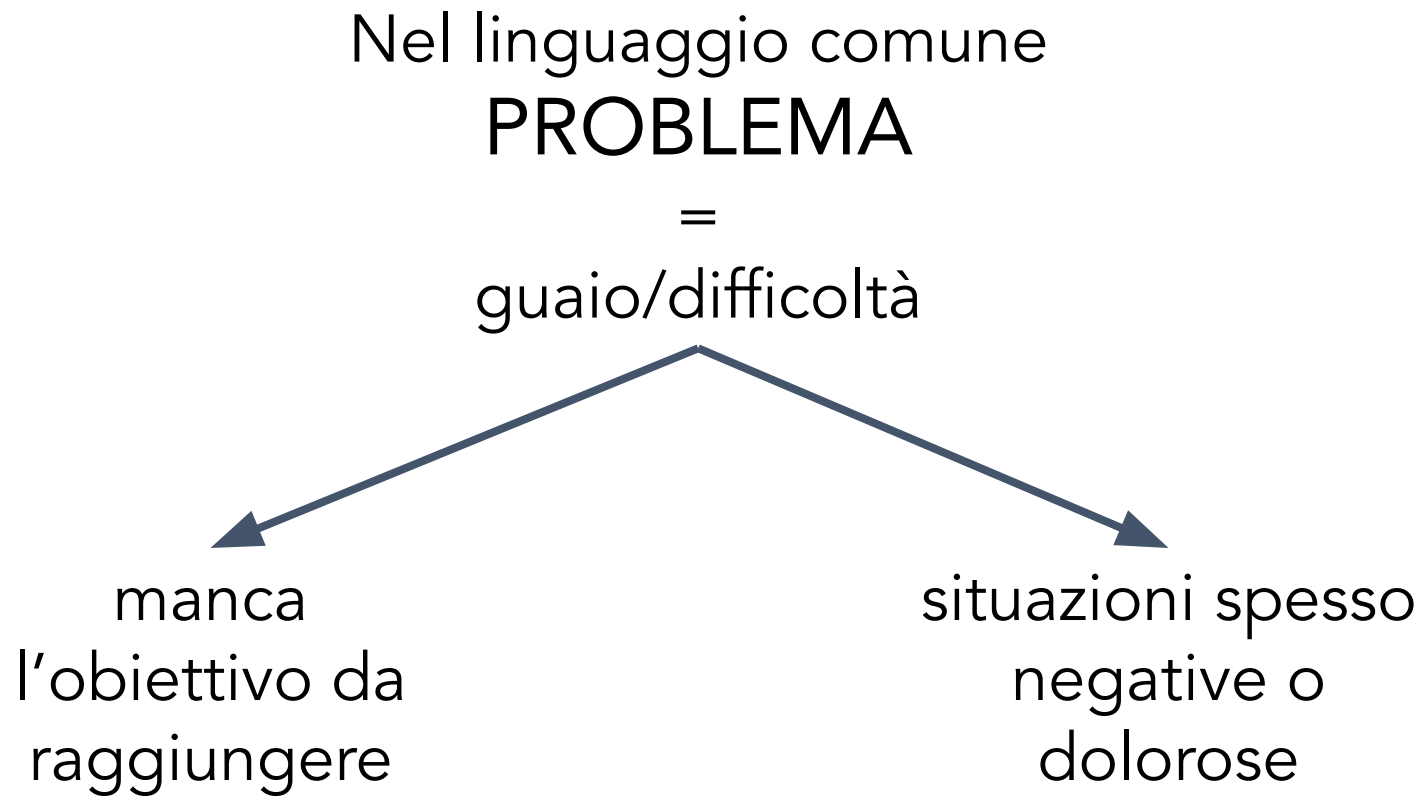 Nel linguaggio comune
PROBLEMA
=
guaio/difficoltà
manca
l’obiettivo da
raggiungere
situazioni spesso
negative o
dolorose